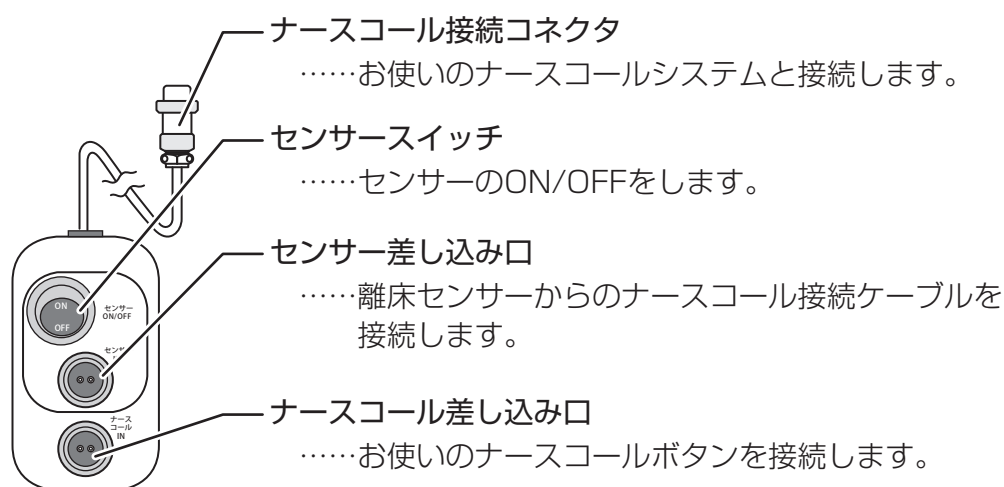 ナースコール接続コネクタ
……お使いのナースコールシステムと接続します。
センサースイッチ
……センサーのON/OFFをします。
センサー差し込み口
……離床センサーからのナースコール接続ケーブルを
接続します。
ナースコール差し込み口
……お使いのナースコールボタンを接続します。
ON
OFF
センサー
ON/OFF
ナース
コール
IN